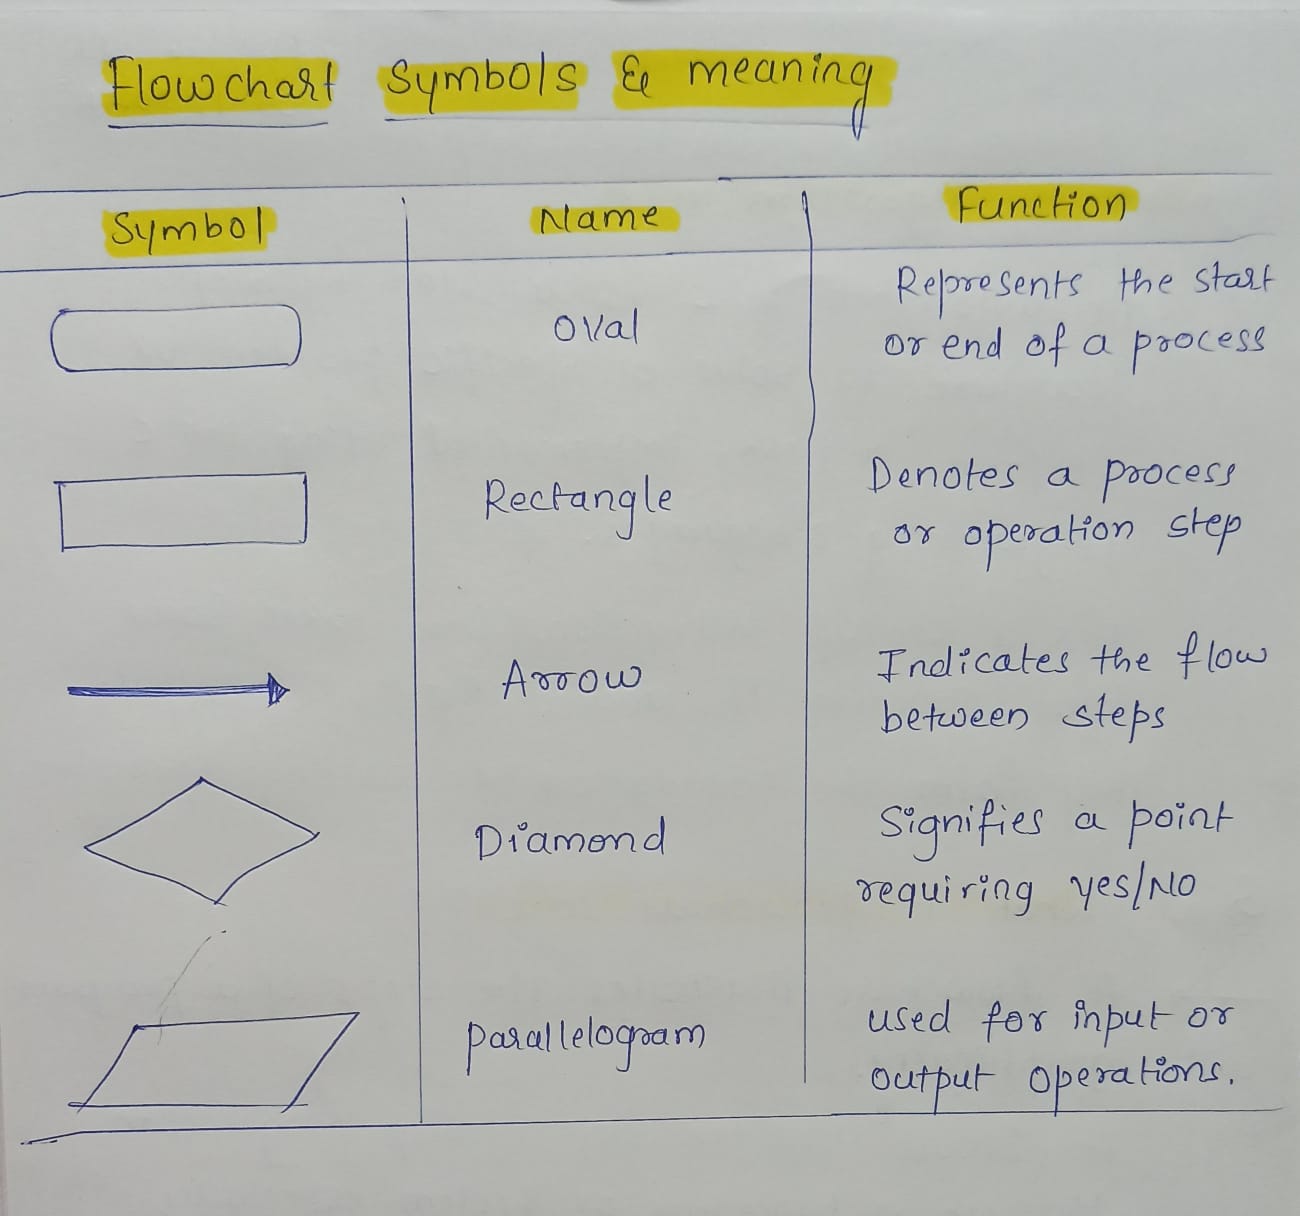 Flowchart Symbols & meaning
Symbol Name Function
Oval
Represents the start
or end of a process
Rectangle
Denotes a process
or operation step
Arrow
Indicates the flow
between steps
Diamond
Signifies a point
requiring yes/No
parallelogram
used for input or
output operations.